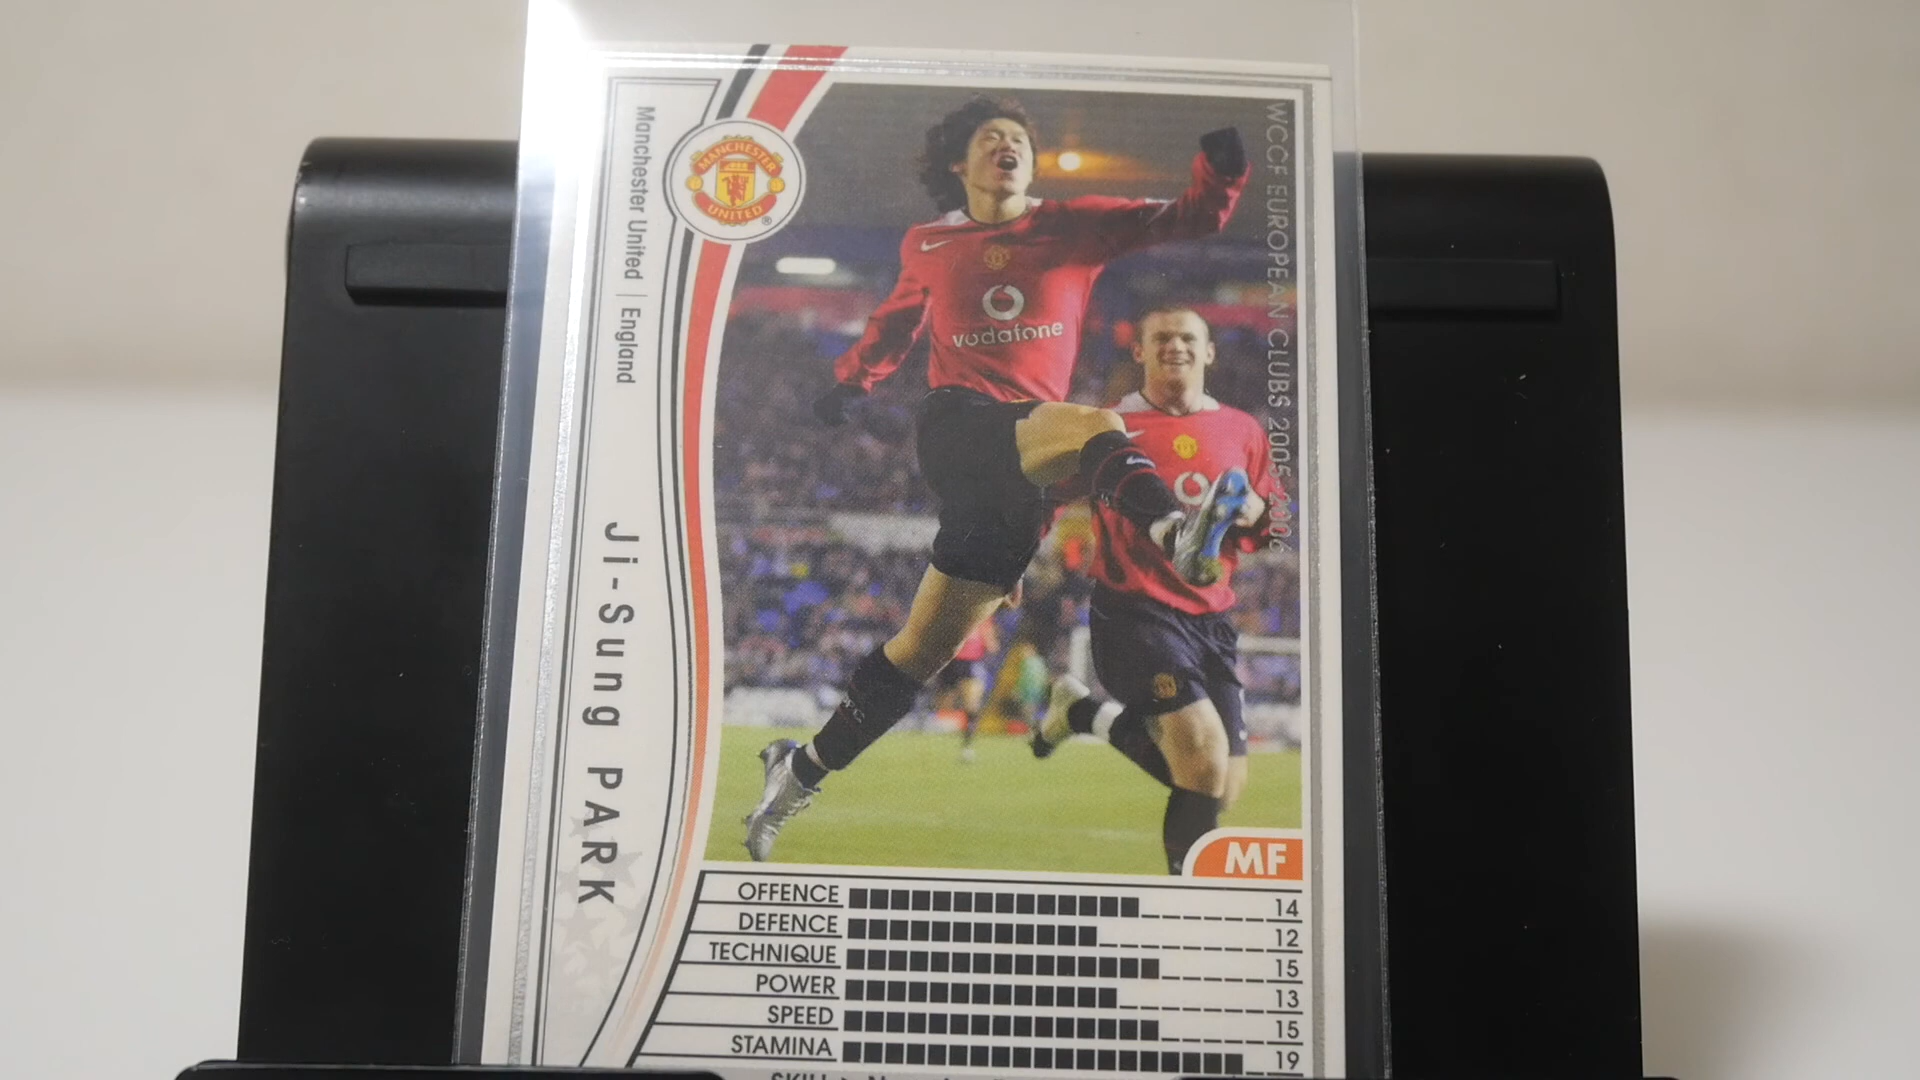 Manchester United | England
MANCHESTER
UNITED
®
WCCF EUROPEAN CLUBS 2005-2006
vodafone
Ji-Sung PARK
MF
OFFENCE 14
DEFENCE 12
TECHNIQUE 15
POWER 13
SPEED 15
STAMINA 19